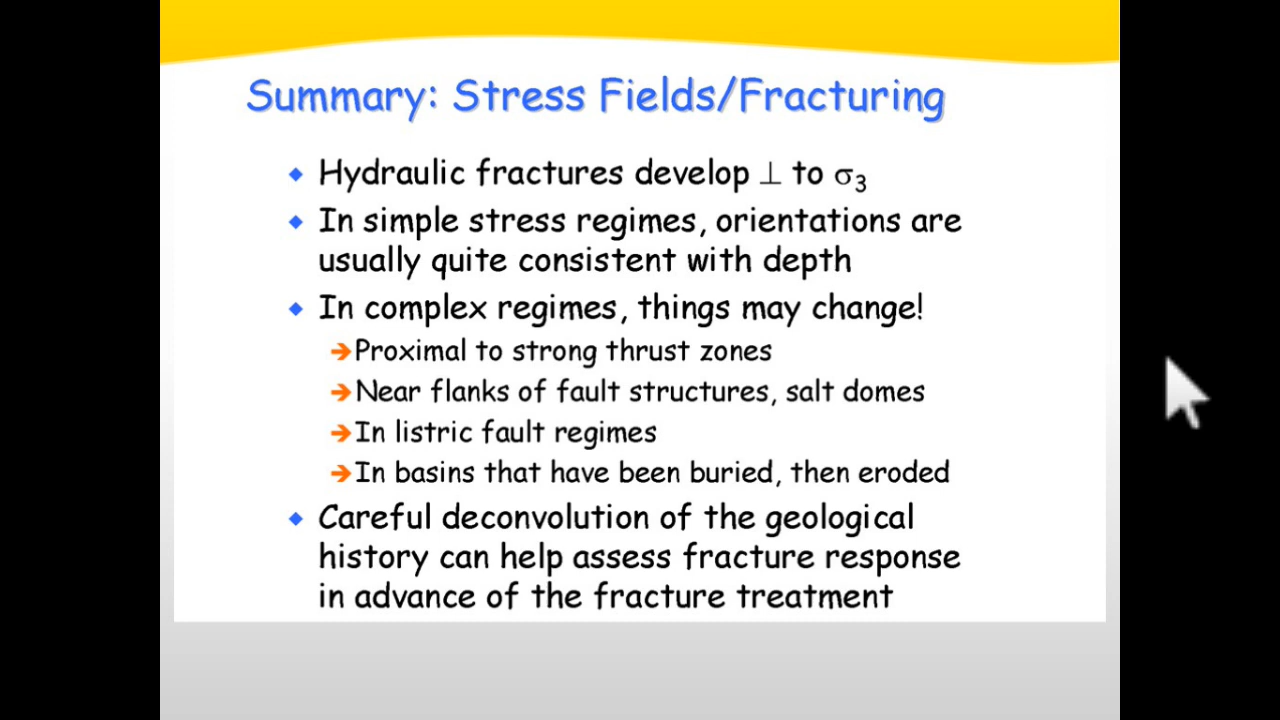 Summary: Stress Fields/Fracturing
◆ Hydraulic fractures develop ⊥ to σ₃
◆ In simple stress regimes, orientations are
usually quite consistent with depth
◆ In complex regimes, things may change!
➔Proximal to strong thrust zones
➔Near flanks of fault structures, salt domes
➔In listric fault regimes
➔In basins that have been buried, then eroded
◆ Careful deconvolution of the geological
history can help assess fracture response
in advance of the fracture treatment